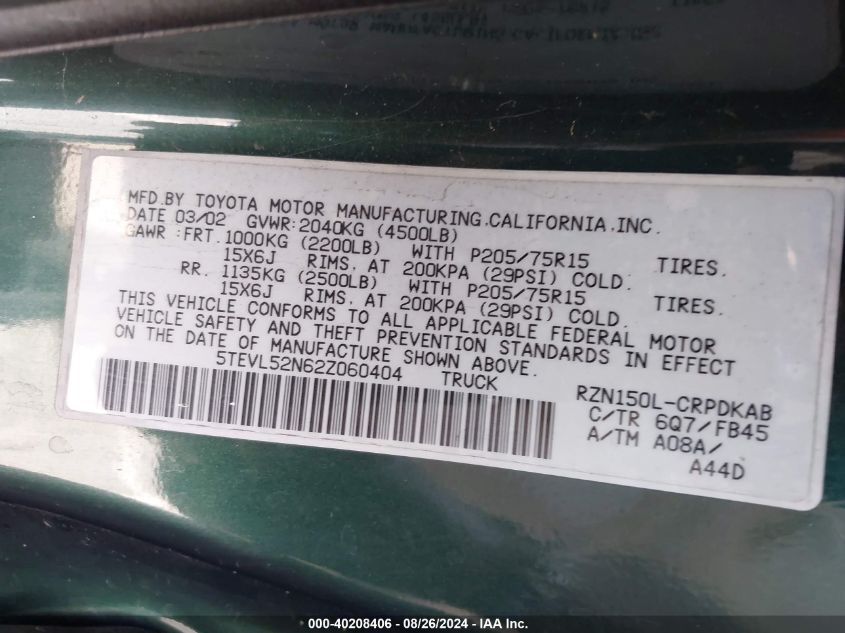 MFD.BY TOYOTA MOTOR MANUFACTURING.CALIFORNIA.INC.
DATE 03/02 GVWR:2040KG (4500LB)
GAWR :FRT.1000KG (2200LB) WITH P205/75R15 TIRES.
15X6J RIMS, AT 200KPA (29PSI) COLD.
RR. 1135KG (2500LB) WITH P205/75R15 TIRES.
15X6J RIMS, AT 200KPA (29PSI) COLD.
THIS VEHICLE CONFORMS TO ALL APPLICABLE FEDERAL MOTOR
VEHICLE SAFETY AND THEFT PREVENTION STANDARDS IN EFFECT
ON THE DATE OF MANUFACTURE SHOWN ABOVE.
5TEVL52N62Z060404 TRUCK
RZN150L-CRPDKAB
C/TR 6Q7/FB45
A/TM A08A/
A44D
000-40208406 - 08/26/2024 - IAA Inc.